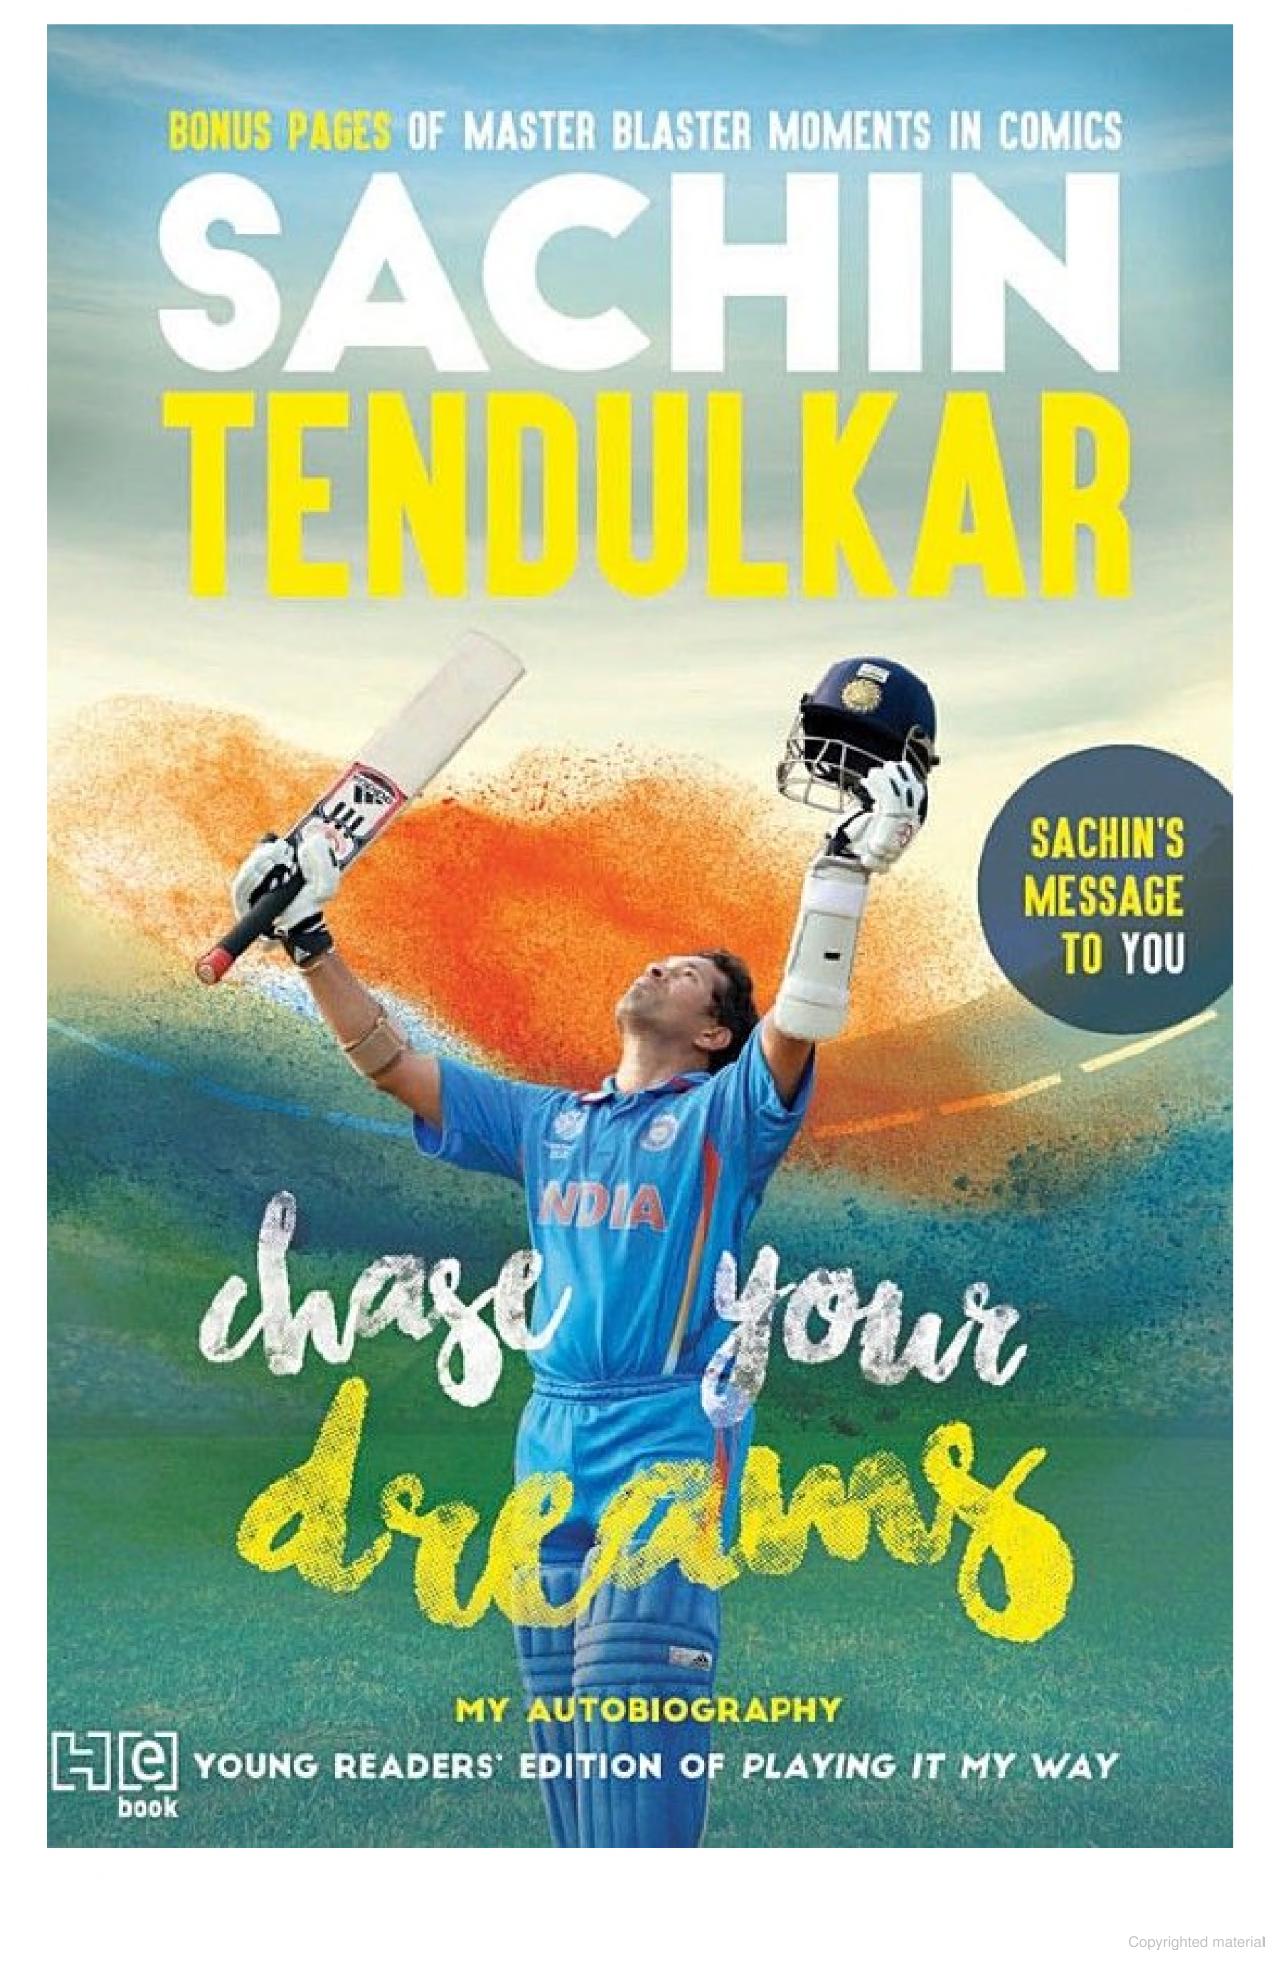 BONUS PAGES OF MASTER BLASTER MOMENTS IN COMICS
SACHIN
TENDULKAR
SACHIN'S
MESSAGE
TO YOU
NDIA
chase your
dreams
MY AUTOBIOGRAPHY
YOUNG READERS' EDITION OF PLAYING IT MY WAY
e
book
Copyrighted material